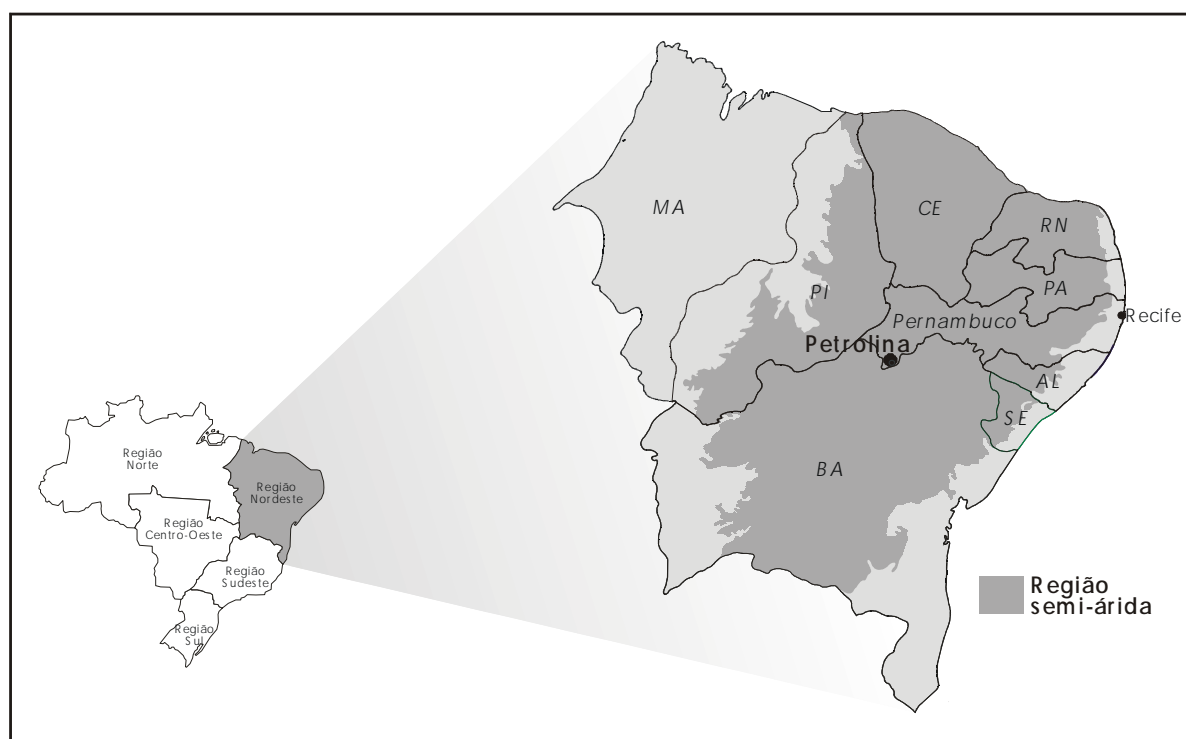 MA
CE
RN
PI
PA
Pernambuco
Recife
Petrolina
AL
SE
BA
Região
Norte
Região
Nordeste
Região
Centro-Oeste
Região
Sudeste
Região
Sul
Região
semi-árida